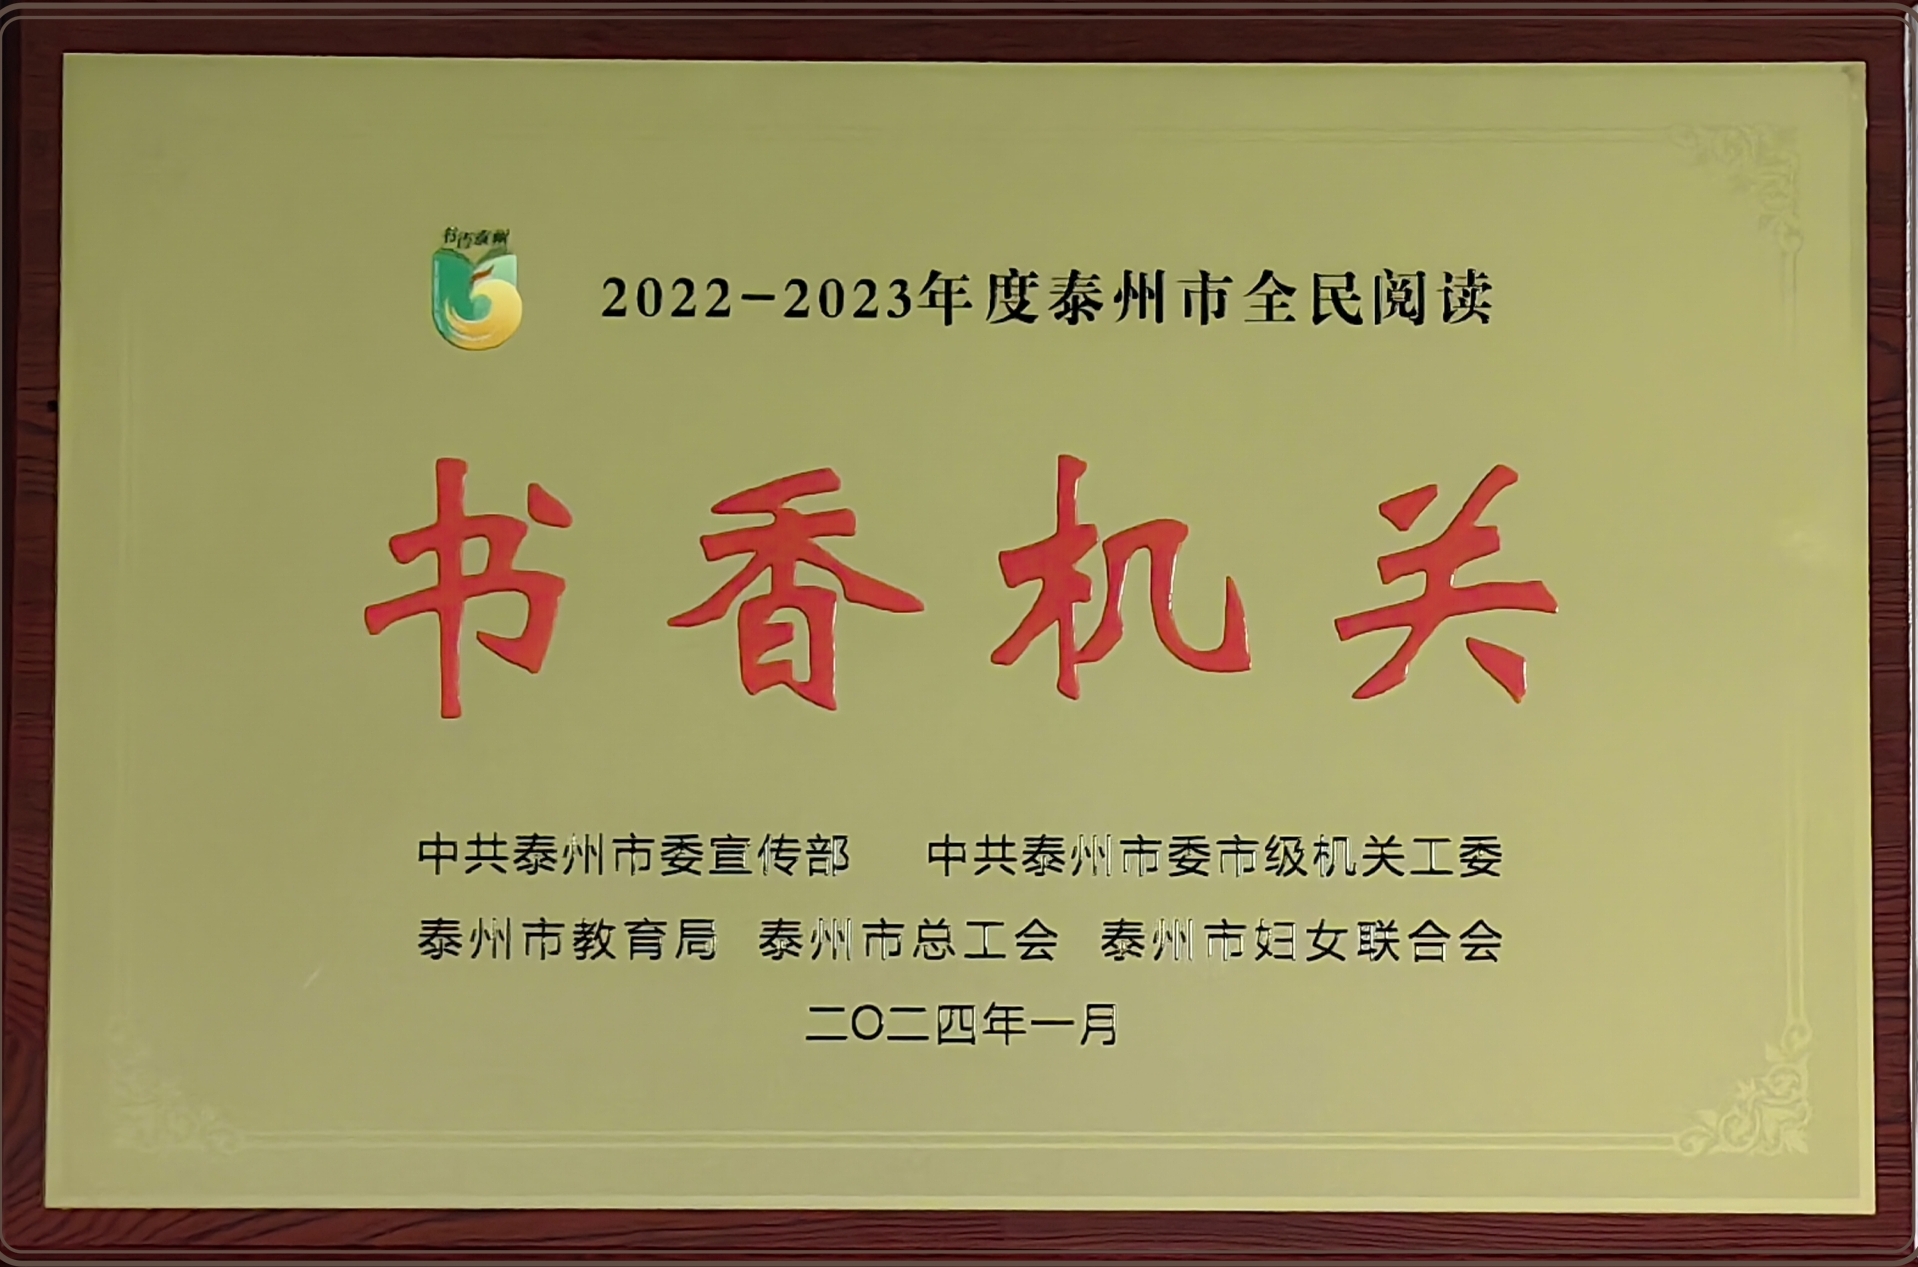 书香泰州
2022-2023年度泰州市全民阅读
书香机关
中共泰州市委宣传部 中共泰州市委市级机关工委
泰州市教育局 泰州市总工会 泰州市妇女联合会
二〇二四年一月